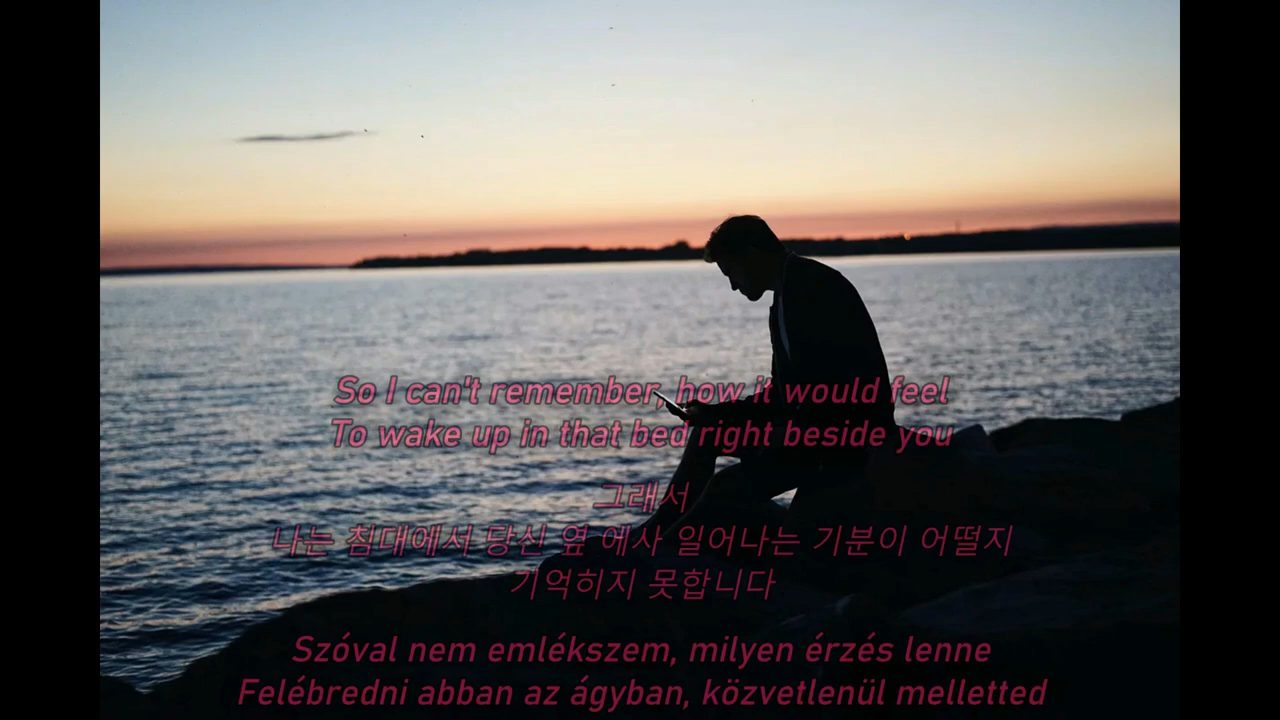 So I can't remember, how it would feel
To wake up in that bed right beside you
그래서
나는 침대에서 당신 옆 에사 일어나는 기분이 어떨지
기억히지 못합니다
Szóval nem emlékszem, milyen érzés lenne
Felébredni abban az ágyban, közvetlenül melletted